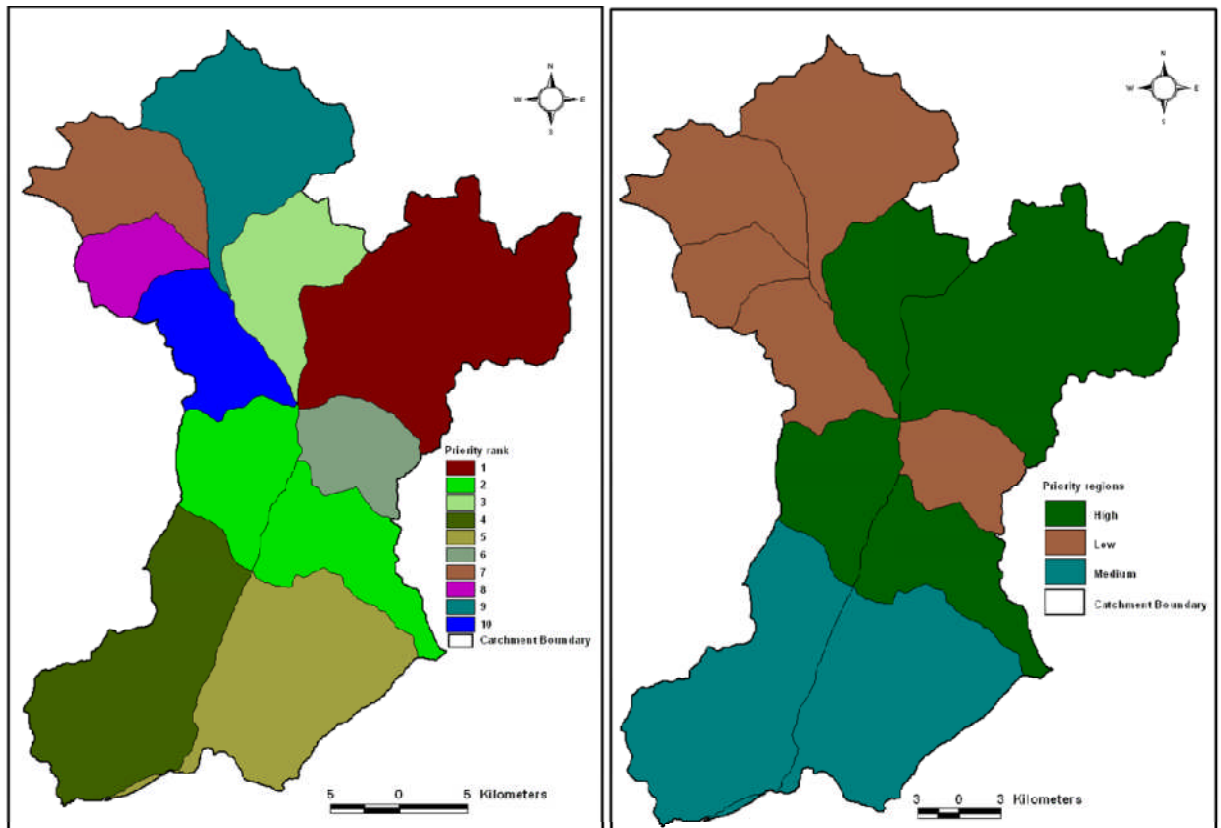 N
W E
S
Priority rank
1
2
3
4
5
6
7
8
9
10
Catchment Boundary
5 0 5 Kilometers
N
W E
S
Priority regions
High
Low
Medium
Catchment Boundary
3 0 3 Kilometers